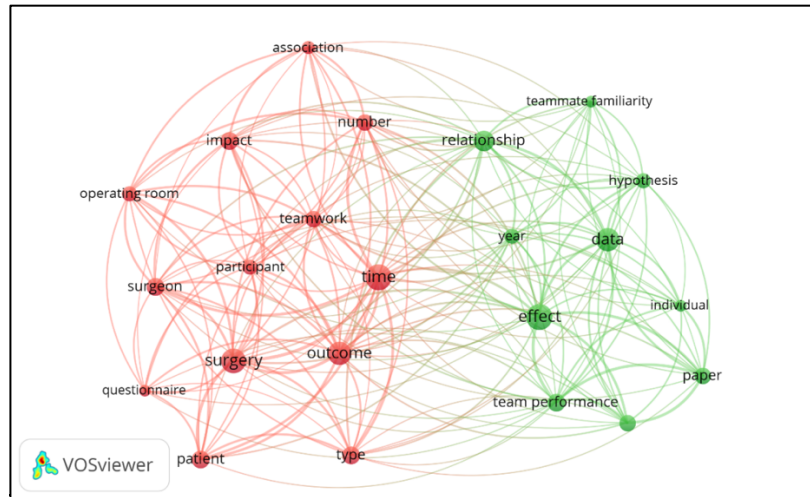 association
teammate familiarity
number
impact
relationship
hypothesis
operating room
teamwork
year
data
participant
time
surgeon
individual
effect
outcome
surgery
paper
questionnaire
team performance
type
patient
VOSviewer